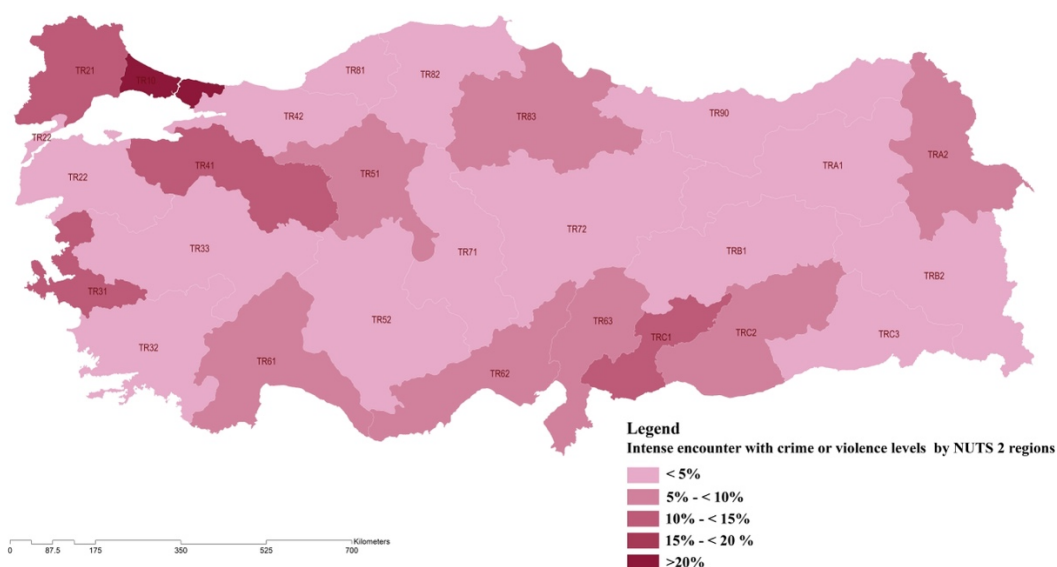 TR21
TR10
TR81
TR82
TR42
TR83
TR90
TR22
TR22
TR41
TR51
TRA1
TRA2
TR33
TR71
TR72
TRB1
TRB2
TR31
TR32
TR52
TR61
TR62
TR63
TRC1
TRC2
TRC3
Legend
Intense encounter with crime or violence levels by NUTS 2 regions
< 5%
5% - < 10%
10% - < 15%
15% - < 20 %
>20%
Kilometers
0 87.5 175 350 525 700